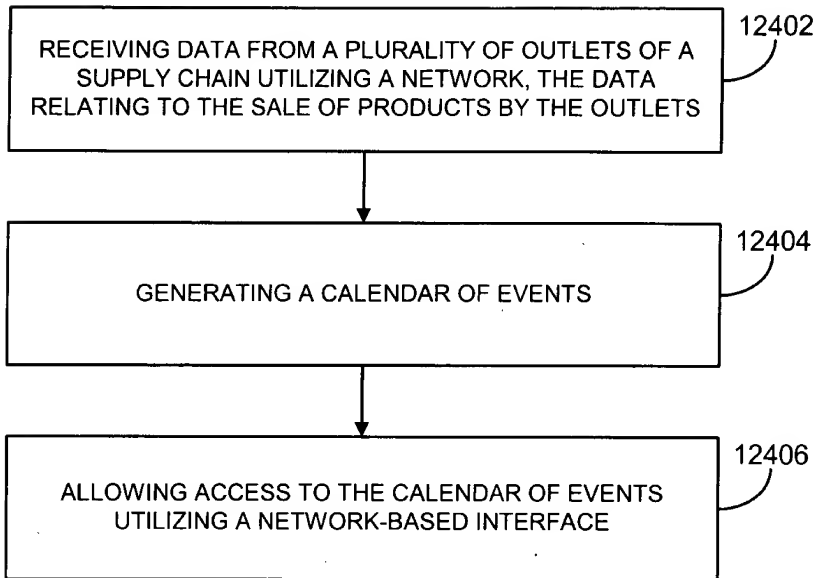 RECEIVING DATA FROM A PLURALITY OF OUTLETS OF A
SUPPLY CHAIN UTILIZING A NETWORK, THE DATA
RELATING TO THE SALE OF PRODUCTS BY THE OUTLETS
12402
GENERATING A CALENDAR OF EVENTS
12404
ALLOWING ACCESS TO THE CALENDAR OF EVENTS
UTILIZING A NETWORK-BASED INTERFACE
12406